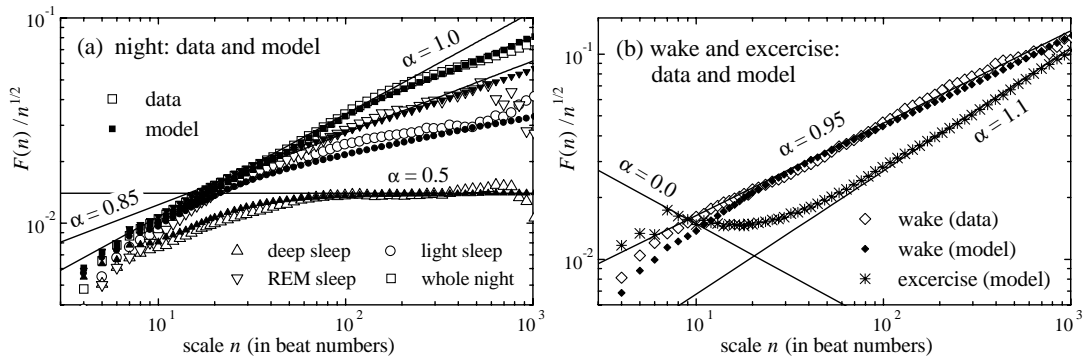 (a) night: data and model
α = 1.0
data
model
α = 0.85
α = 0.5
deep sleep
light sleep
REM sleep
whole night
F(n) / n^1/2
10^-1
10^-2
10^1
10^2
10^3
scale n (in beat numbers)
(b) wake and excercise:
data and model
α = 0.95
α = 1.1
α = 0.0
wake (data)
wake (model)
excercise (model)
F(n) / n^1/2
10^-1
10^-2
10^1
10^2
10^3
scale n (in beat numbers)